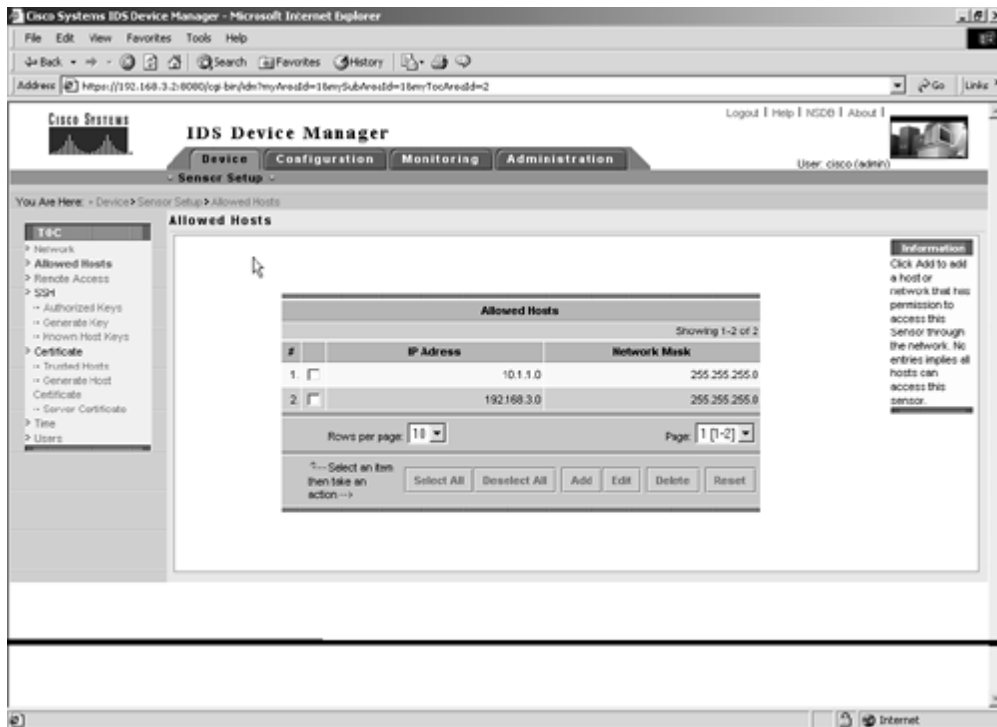 Cisco Systems IDS Device Manager - Microsoft Internet Explorer
File Edit View Favorites Tools Help
Back Search Favorites History
Address https://192.168.3.2:8080/cgi-bin/idm?myAreaId=1&mySubAreaId=1&myTocAreaId=2 Go Links
CISCO SYSTEMS
IDS Device Manager
Logout | Help | NSDB | About |
Device Configuration Monitoring Administration
User: cisco (admin)
Sensor Setup
You Are Here: Device > Sensor Setup > Allowed Hosts
Allowed Hosts
TOC
Network
Allowed Hosts
Remote Access
SSH
Authorized Keys
Generate Key
Known Host Keys
Certificate
Trusted Hosts
Generate Host
Certificate
Server Certificate
Time
Users
Allowed Hosts
Showing 1-2 of 2
# IP Adress Network Mask
1. 10.1.1.0 255.255.255.0
2. 192.168.3.0 255.255.255.0
Rows per page: 10 Page: 1 [1-2]
Select an item
then take an
action -->
Select All Deselect All Add Edit Delete Reset
Information
Click Add to add
a host or
network that has
permission to
access this
Sensor through
the network. No
entries implies all
hosts can
access this
sensor.
Internet